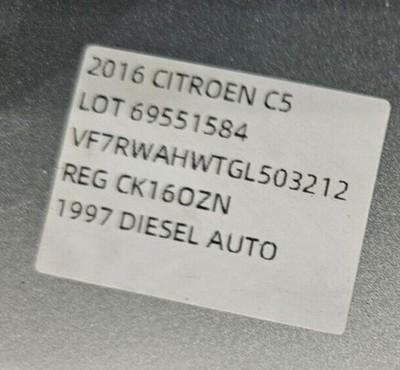 2016 CITROEN C5
LOT 69551584
VF7RWAHWTGL503212
REG CK16OZN
1997 DIESEL AUTO